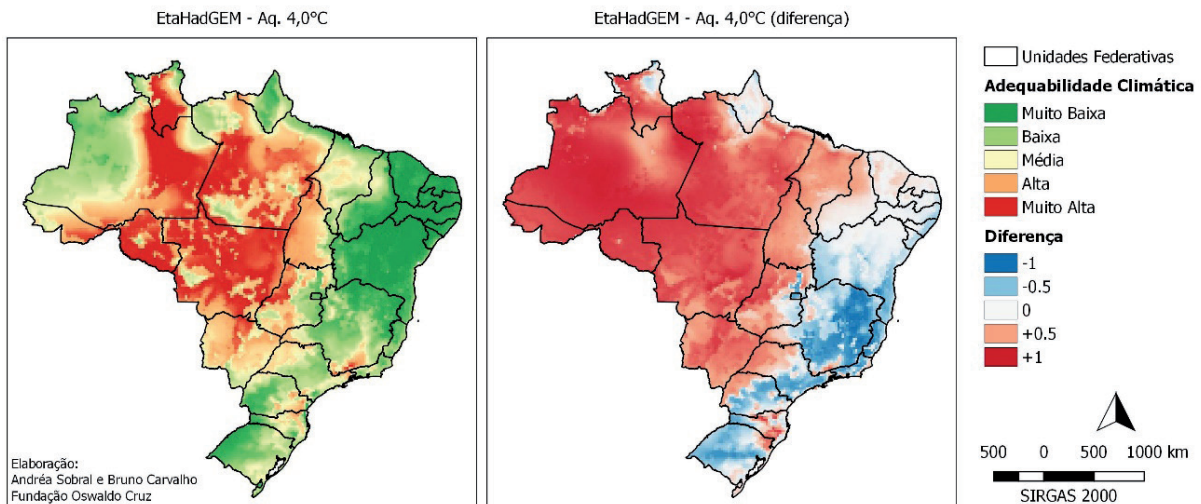 EtaHadGEM - Aq. 4,0°C
EtaHadGEM - Aq. 4,0°C (diferença)
Elaboração:
Andréa Sobral e Bruno Carvalho
Fundação Oswaldo Cruz
Unidades Federativas
Adequabilidade Climática
Muito Baixa
Baixa
Média
Alta
Muito Alta
Diferença
-1
-0.5
0
+0.5
+1
500 0 500 1000 km
SIRGAS 2000